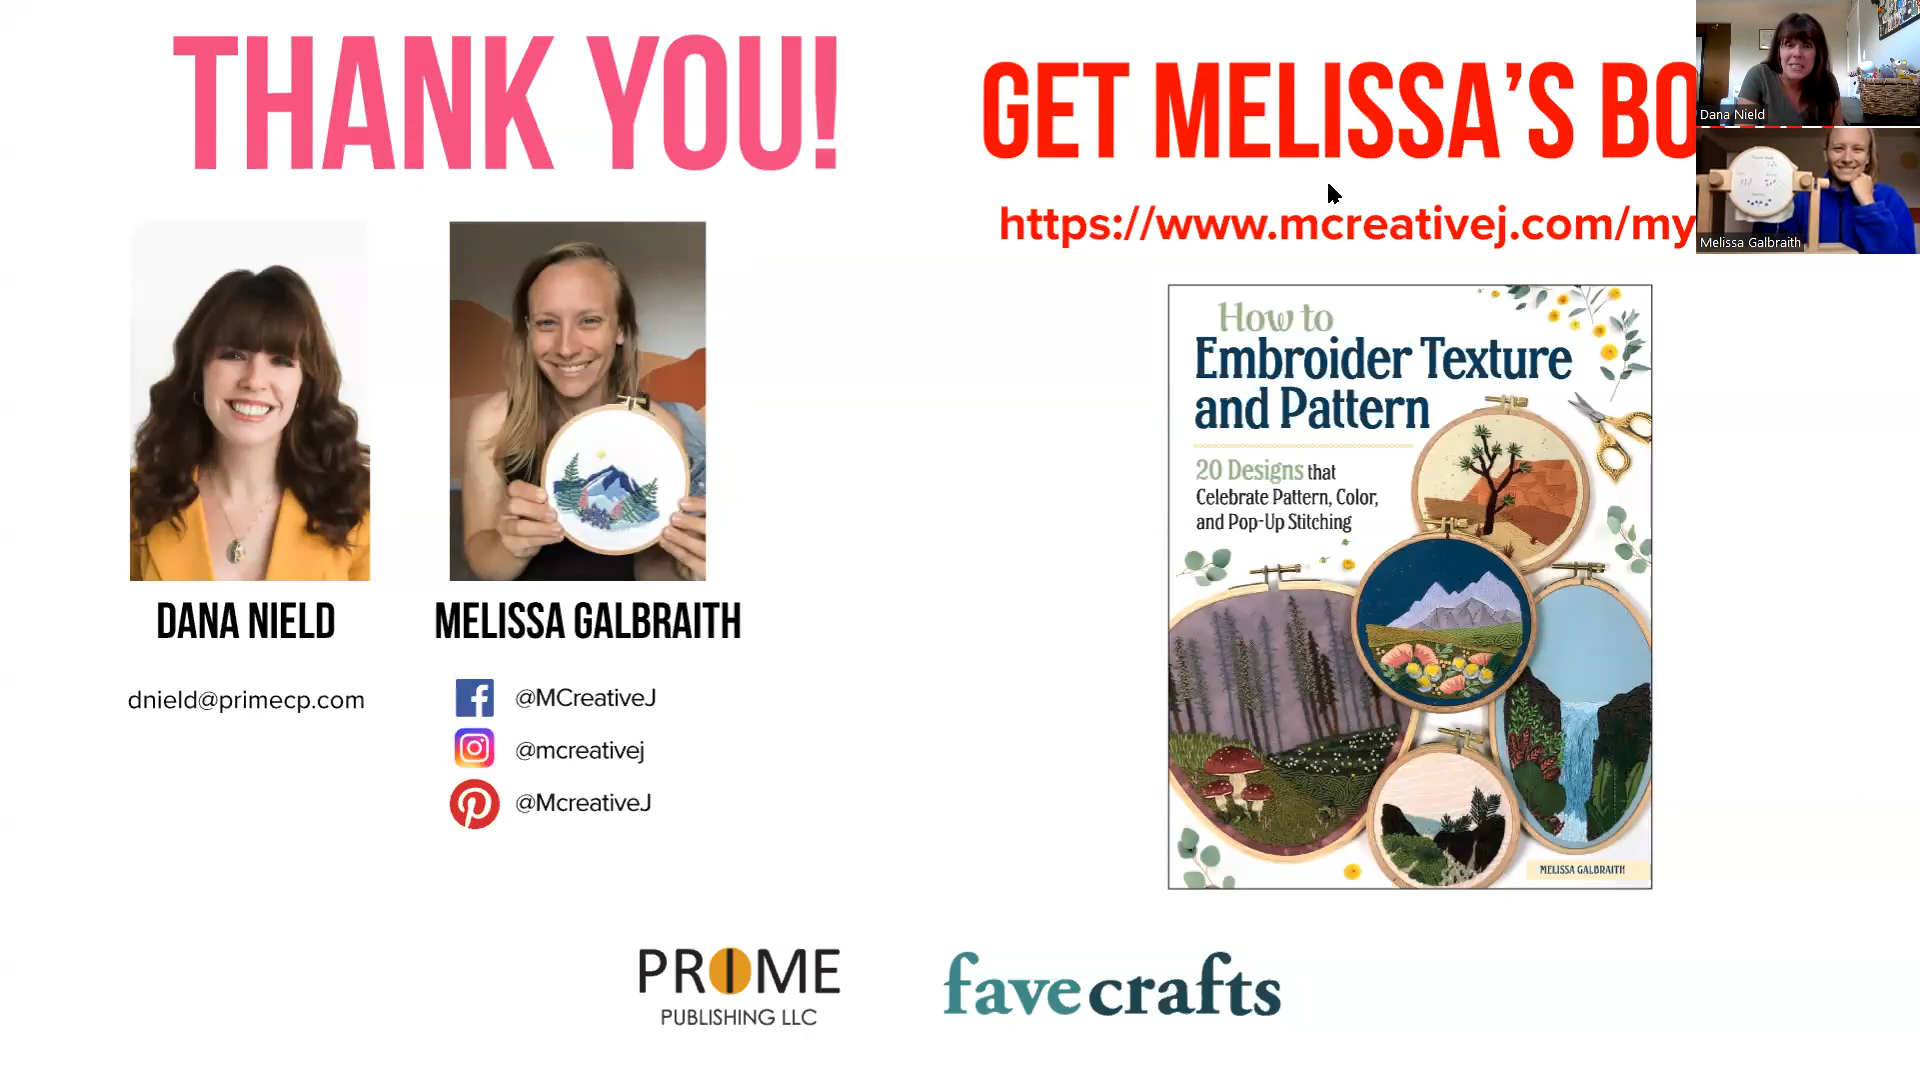 THANK YOU!
GET MELISSA'S BO
https://www.mcreativej.com/my
Dana Nield
Melissa Galbraith
How to
Embroider Texture
and Pattern
20 Designs that
Celebrate Pattern, Color,
and Pop-Up Stitching
MELISSA GALBRAITH
DANA NIELD
dnield@primecp.com
MELISSA GALBRAITH
@MCreativeJ
@mcreativej
@McreativeJ
PRIME
PUBLISHING LLC
favecrafts